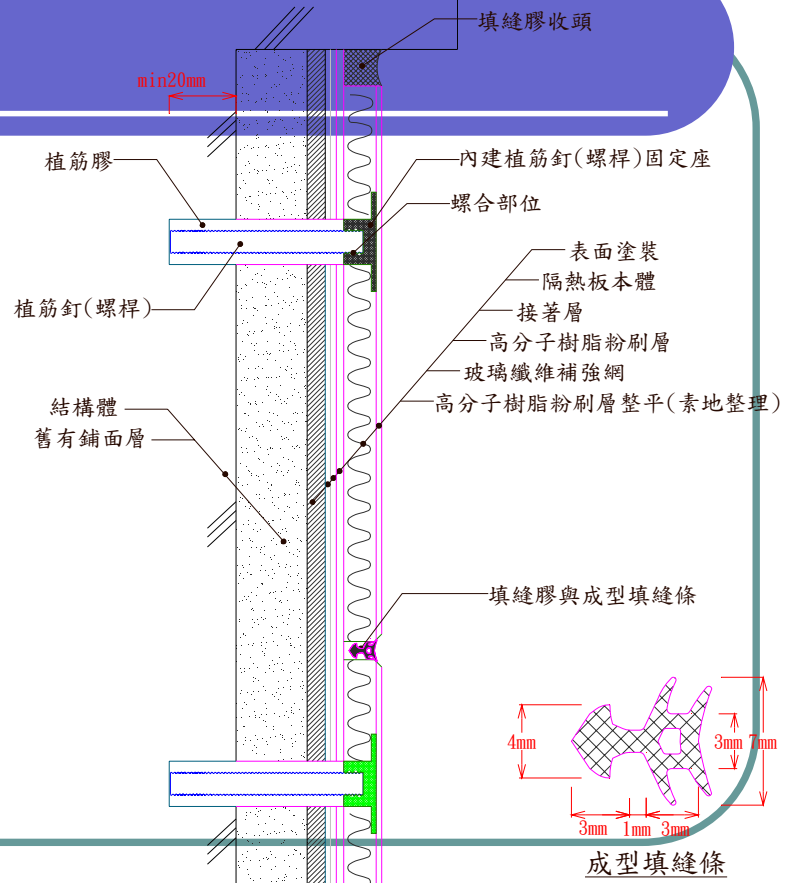 填縫膠收頭
min20mm
植筋膠
內建植筋釘(螺桿)固定座
螺合部位
植筋釘(螺桿)
表面塗裝
隔熱板本體
接著層
高分子樹脂粉刷層
玻璃纖維補強網
高分子樹脂粉刷層整平(素地整理)
結構體
舊有鋪面層
填縫膠與成型填縫條
4mm
3mm
7mm
3mm
1mm
3mm
成型填縫條